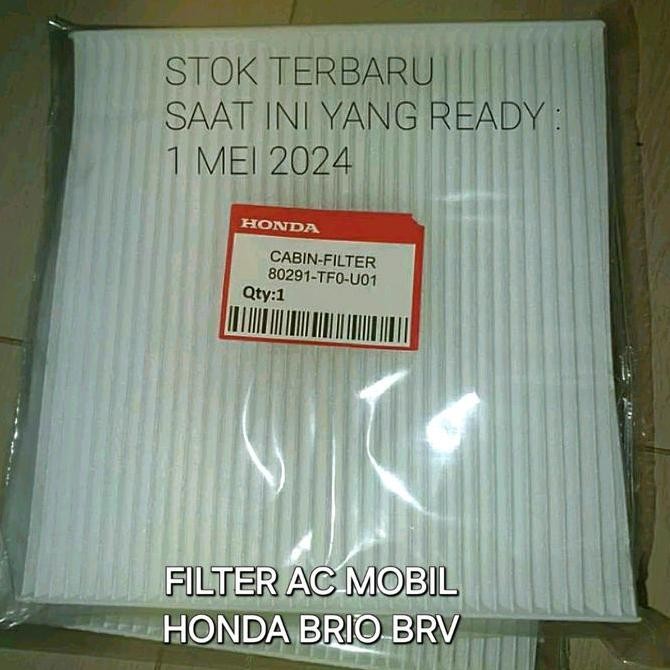 STOK TERBARU
SAAT INI YANG READY :
1 MEI 2024
HONDA
CABIN-FILTER
80291-TF0-U01
Qty:1
FILTER AC MOBIL
HONDA BRIO BRV